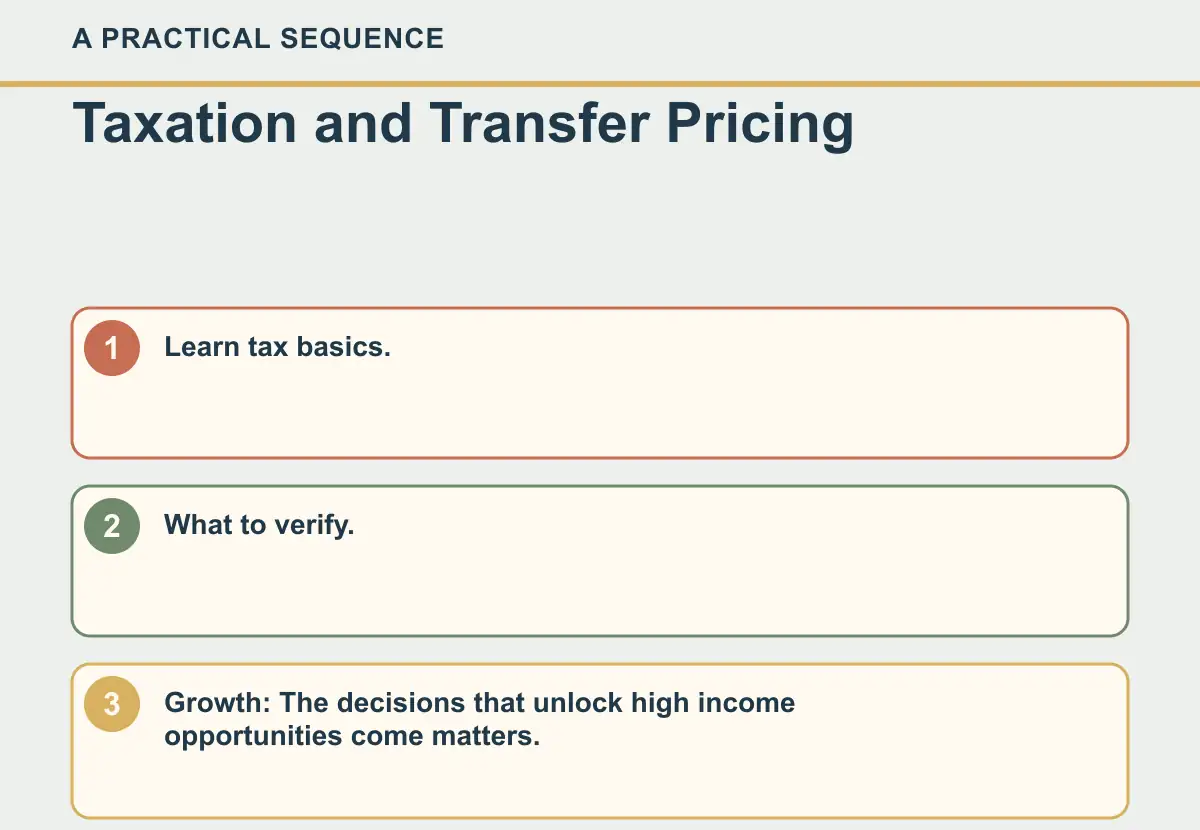 A PRACTICAL SEQUENCE
Taxation and Transfer Pricing
1 Learn tax basics.
2 What to verify.
3 Growth: The decisions that unlock high income
opportunities come matters.